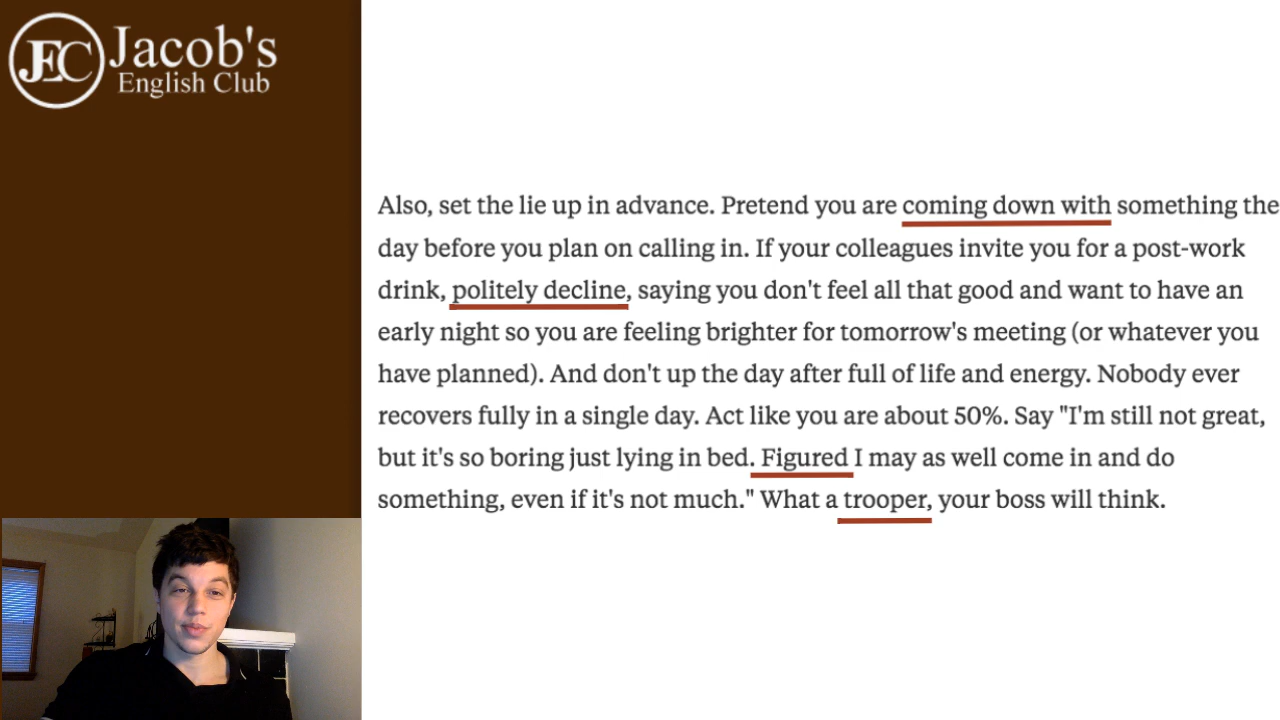 JEC
Jacob's
English Club
Also, set the lie up in advance. Pretend you are coming down with something the
day before you plan on calling in. If your colleagues invite you for a post-work
drink, politely decline, saying you don't feel all that good and want to have an
early night so you are feeling brighter for tomorrow's meeting (or whatever you
have planned). And don't up the day after full of life and energy. Nobody ever
recovers fully in a single day. Act like you are about 50%. Say "I'm still not great,
but it's so boring just lying in bed. Figured I may as well come in and do
something, even if it's not much." What a trooper, your boss will think.